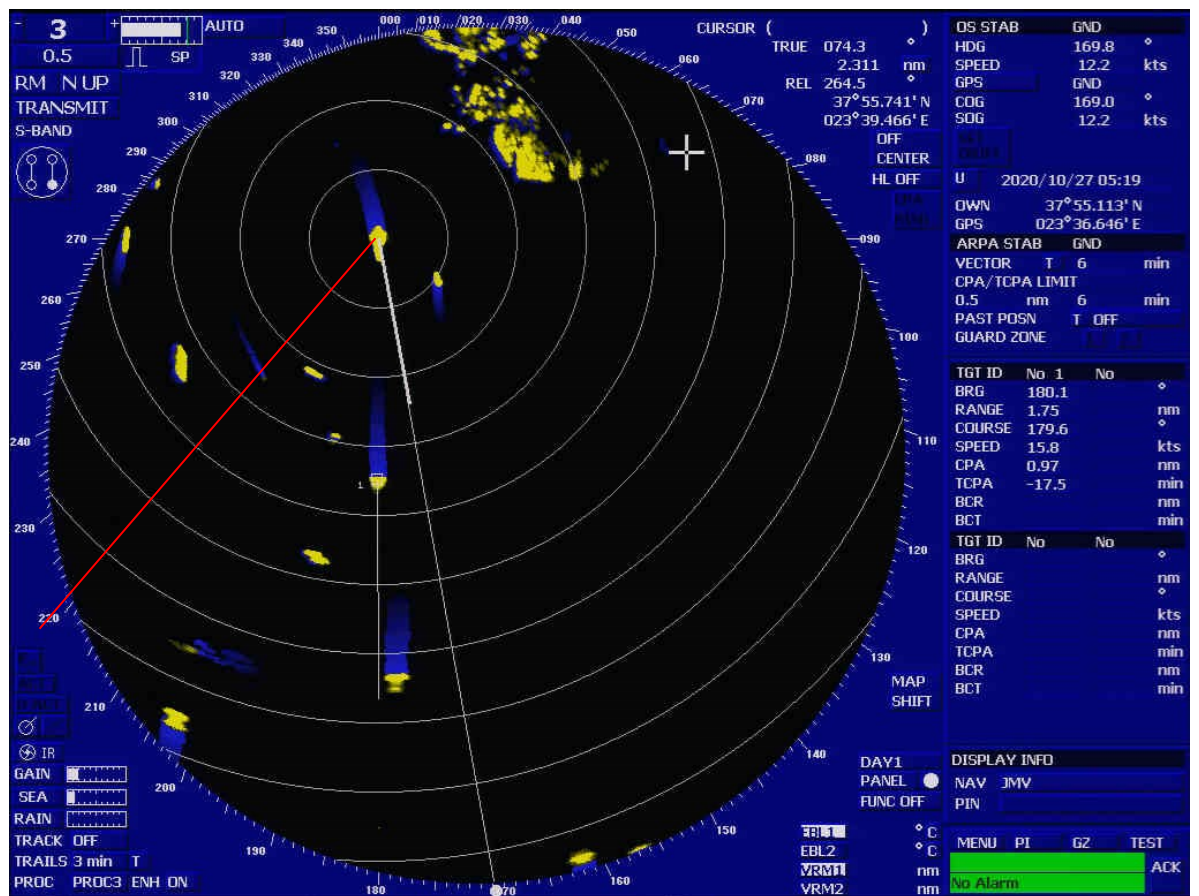 - 3 +
AUTO
0.5
SP
RM N UP
TRANSMIT
S-BAND
000 010 020 030 040 050 060 070 080 090 100 110 120 130 140 150 160 170 180 190 200 210 220 230 240 250 260 270 280 290 300 310 320 330 340 350
1
CURSOR ( )
TRUE 074.3 °
2.311 nm
REL 264.5 °
37°55.741' N
023°39.466' E
OFF
CENTER
HL OFF
MAP
SHIFT
DAY1
PANEL
FUNC OFF
EBL1 ° C
EBL2 ° C
VRM1 nm
VRM2 nm
IR
GAIN
SEA
RAIN
TRACK OFF
TRAILS 3 min T
PROC PROC3 ENH ON
OS STAB GND
HDG 169.8 °
SPEED 12.2 kts
GPS GND
COG 169.0 °
SOG 12.2 kts
U 2020/10/27 05:19
OWN 37°55.113' N
GPS 023°36.646' E
ARPA STAB GND
VECTOR T 6 min
CPA/TCPA LIMIT
0.5 nm 6 min
PAST POSN T OFF
GUARD ZONE
TGT ID No 1 No
BRG 180.1 °
RANGE 1.75 nm
COURSE 179.6 °
SPEED 15.8 kts
CPA 0.97 nm
TCPA -17.5 min
BCR nm
BCT min
TGT ID No No
BRG °
RANGE nm
COURSE °
SPEED kts
CPA nm
TCPA min
BCR nm
BCT min
DISPLAY INFO
NAV JMV
PIN
MENU PI GZ TEST
ACK
No Alarm